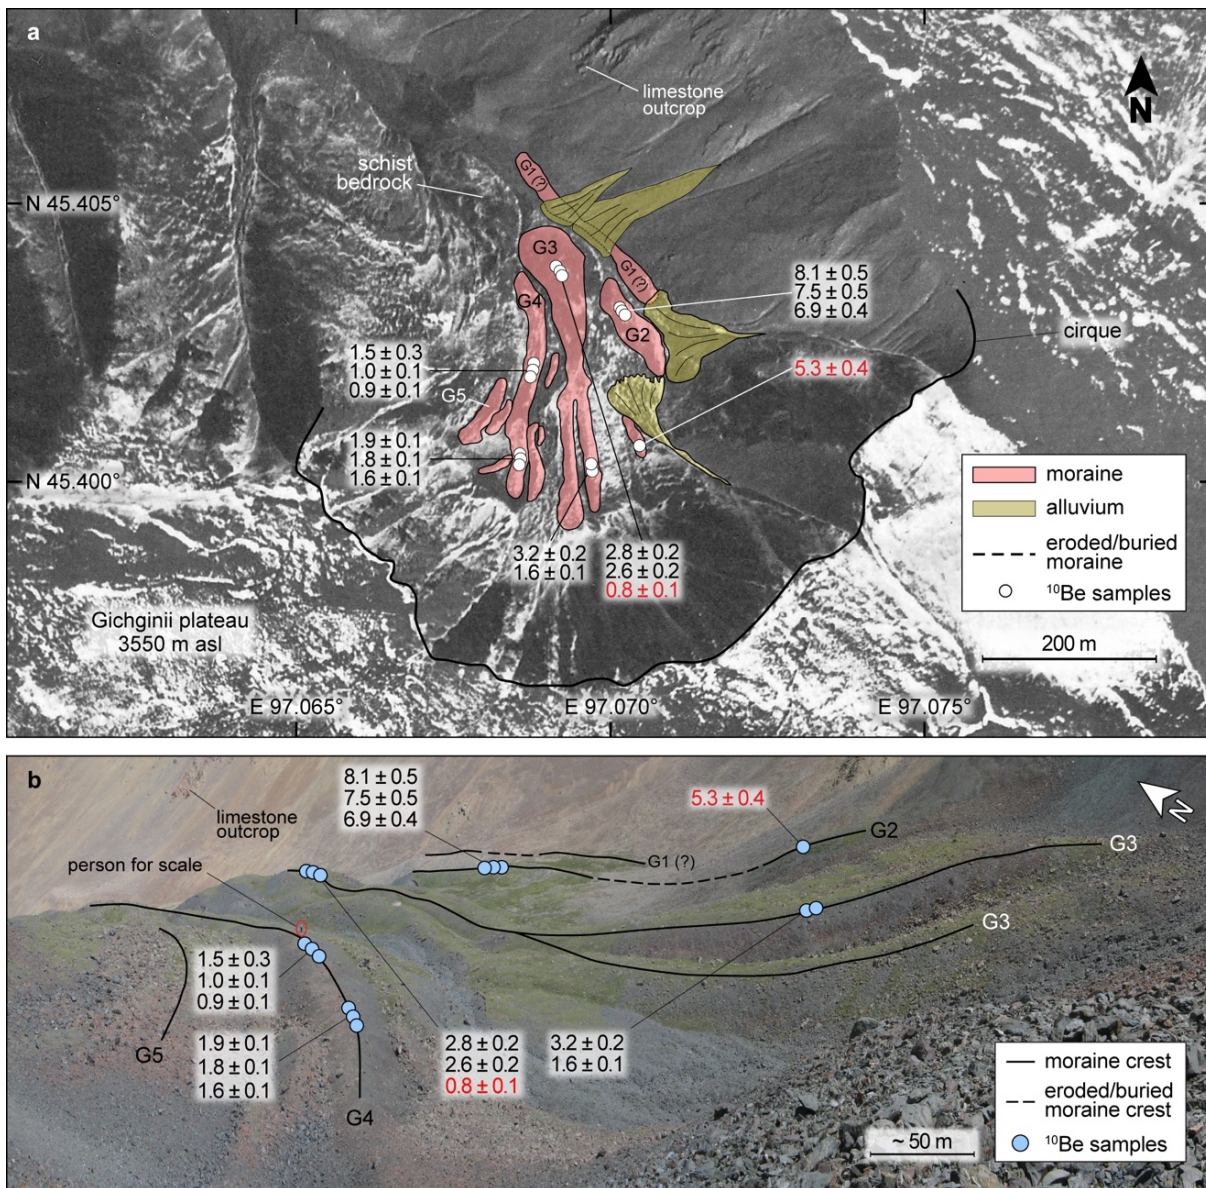 a
limestone
outcrop
N
schist
bedrock
G1 (?)
N 45.405°
G3
G1 (?)
8.1 ± 0.5
7.5 ± 0.5
6.9 ± 0.4
G4
G2
cirque
1.5 ± 0.3
1.0 ± 0.1
0.9 ± 0.1
5.3 ± 0.4
G5
1.9 ± 0.1
1.8 ± 0.1
1.6 ± 0.1
N 45.400°
moraine
alluvium
eroded/buried
moraine
¹⁰Be samples
3.2 ± 0.2
1.6 ± 0.1
2.8 ± 0.2
2.6 ± 0.2
0.8 ± 0.1
Gichginii plateau
3550 m asl
200 m
E 97.065°
E 97.070°
E 97.075°
b
8.1 ± 0.5
7.5 ± 0.5
6.9 ± 0.4
5.3 ± 0.4
N
limestone
outcrop
G2
person for scale
G1 (?)
G3
G3
1.5 ± 0.3
1.0 ± 0.1
0.9 ± 0.1
G5
1.9 ± 0.1
1.8 ± 0.1
1.6 ± 0.1
2.8 ± 0.2
2.6 ± 0.2
0.8 ± 0.1
3.2 ± 0.2
1.6 ± 0.1
G4
moraine crest
eroded/buried
moraine crest
¹⁰Be samples
~ 50 m